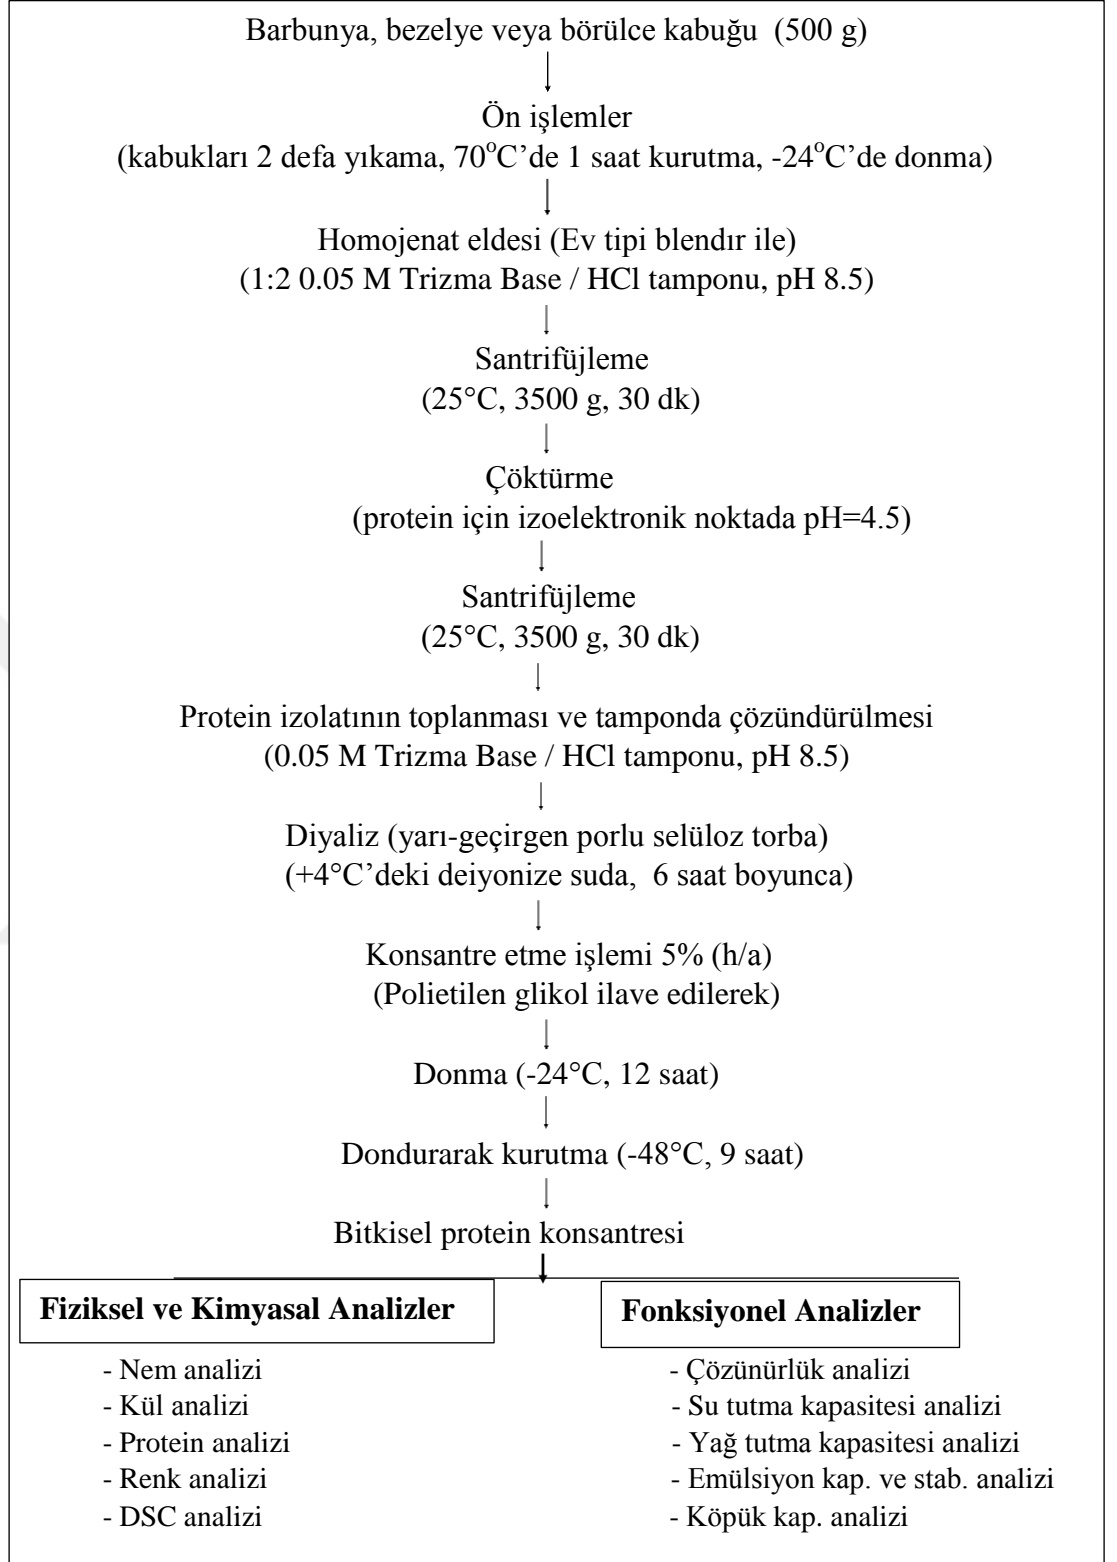 Barbunya, bezelye veya börülce kabuğu (500 g)
Ön işlemler
(kabukları 2 defa yıkama, 70°C’de 1 saat kurutma, -24°C’de donma)
Homojenat eldesi (Ev tipi blendır ile)
(1:2 0.05 M Trizma Base / HCl tamponu, pH 8.5)
Santrifüjleme
(25°C, 3500 g, 30 dk)
Çöktürme
(protein için izoelektronik noktada pH=4.5)
Santrifüjleme
(25°C, 3500 g, 30 dk)
Protein izolatının toplanması ve tamponda çözündürülmesi
(0.05 M Trizma Base / HCl tamponu, pH 8.5)
Diyaliz (yarı-geçirgen porlu selüloz torba)
(+4°C’deki deiyonize suda, 6 saat boyunca)
Konsantre etme işlemi 5% (h/a)
(Polietilen glikol ilave edilerek)
Donma (-24°C, 12 saat)
Dondurarak kurutma (-48°C, 9 saat)
Bitkisel protein konsantresi
Fiziksel ve Kimyasal Analizler
- Nem analizi
- Kül analizi
- Protein analizi
- Renk analizi
- DSC analizi
Fonksiyonel Analizler
- Çözünürlük analizi
- Su tutma kapasitesi analizi
- Yağ tutma kapasitesi analizi
- Emülsiyon kap. ve stab. analizi
- Köpük kap. analizi